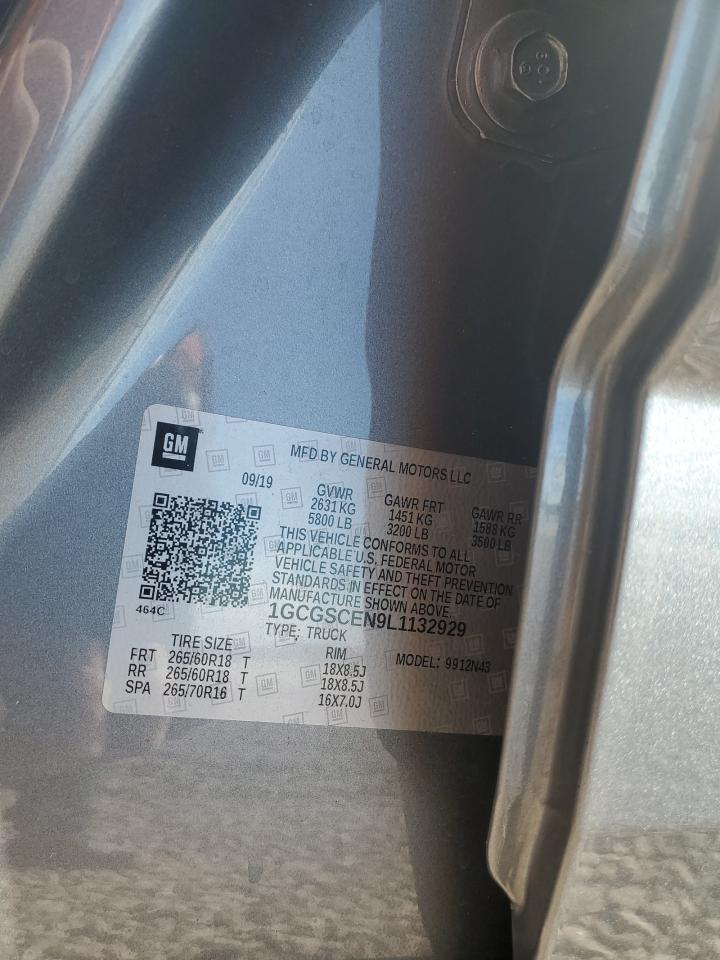 GM
MFD BY GENERAL MOTORS LLC
09/19
GVWR GAWR FRT GAWR RR
2631 KG 1451 KG 1588 KG
5800 LB 3200 LB 3500 LB
THIS VEHICLE CONFORMS TO ALL
APPLICABLE U.S. FEDERAL MOTOR
VEHICLE SAFETY AND THEFT PREVENTION
STANDARDS IN EFFECT ON THE DATE OF
MANUFACTURE SHOWN ABOVE.
464C
1GCGSCEN9L1132929
TYPE: TRUCK
TIRE SIZE RIM MODEL: 9912N43
FRT 265/60R18 T 18X8.5J
RR 265/60R18 T 18X8.5J
SPA 265/70R16 T 16X7.0J